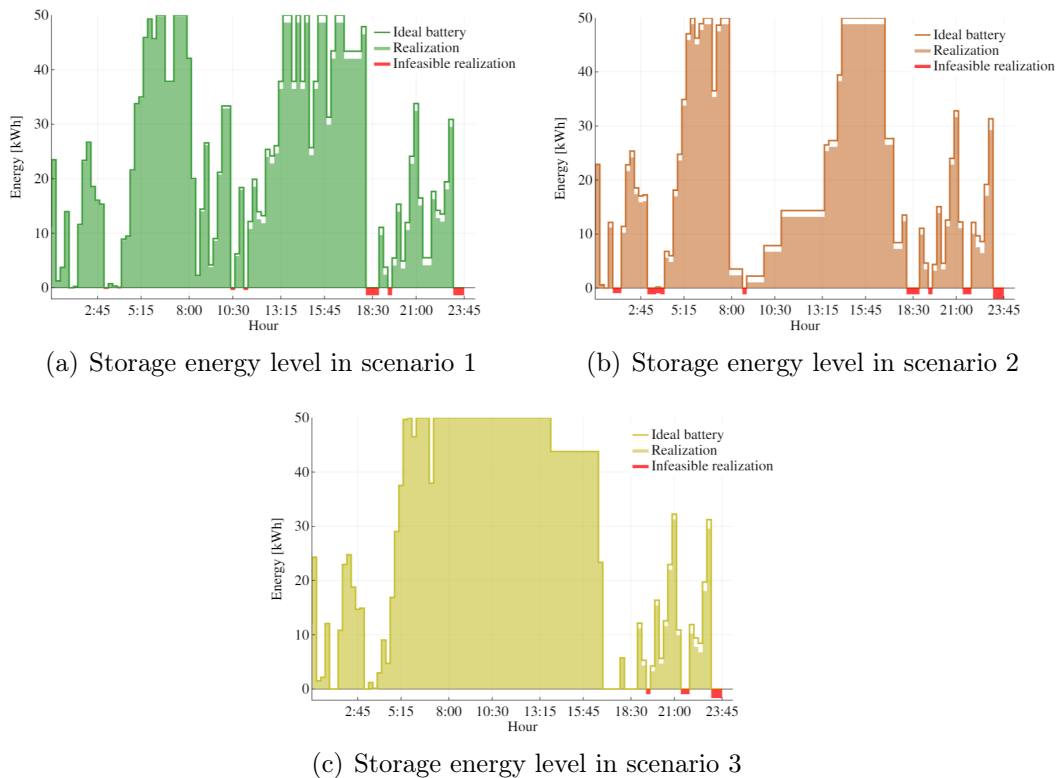 50
40
30
20
10
0
Energy [kWh]
Ideal battery
Realization
Infeasible realization
2:45 5:15 8:00 10:30 13:15 15:45 18:30 21:00 23:45
Hour
(a) Storage energy level in scenario 1
50
40
30
20
10
0
Energy [kWh]
Ideal battery
Realization
Infeasible realization
2:45 5:15 8:00 10:30 13:15 15:45 18:30 21:00 23:45
Hour
(b) Storage energy level in scenario 2
50
40
30
20
10
0
Energy [kWh]
Ideal battery
Realization
Infeasible realization
2:45 5:15 8:00 10:30 13:15 15:45 18:30 21:00 23:45
Hour
(c) Storage energy level in scenario 3